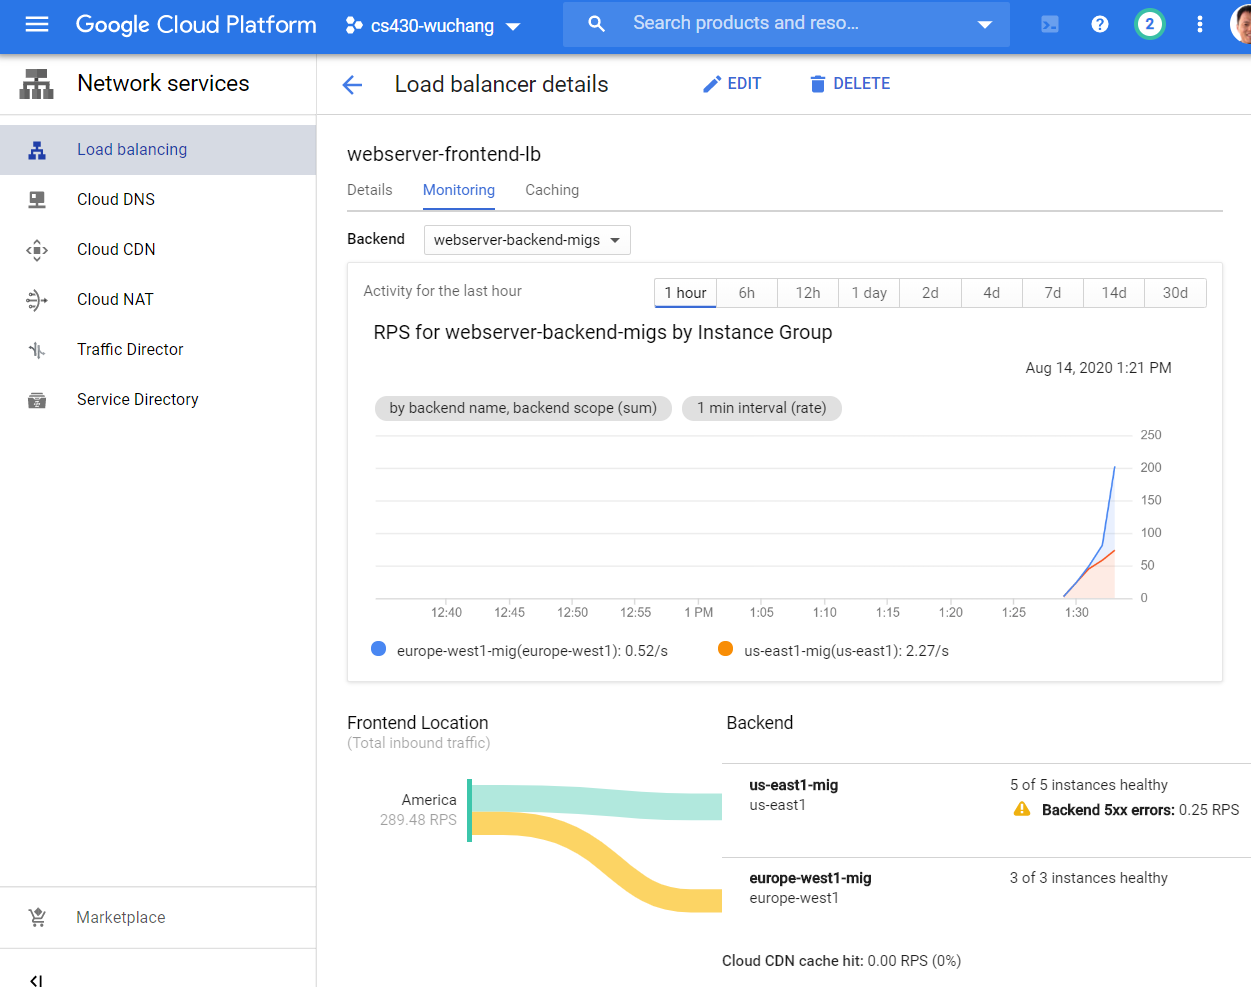 Google Cloud Platform
cs430-wuchang
Search products and reso...
2
Network services
Load balancer details
EDIT
DELETE
Load balancing
Cloud DNS
Cloud CDN
Cloud NAT
Traffic Director
Service Directory
Marketplace
webserver-frontend-lb
Details Monitoring Caching
Backend webserver-backend-migs
Activity for the last hour
1 hour 6h 12h 1 day 2d 4d 7d 14d 30d
RPS for webserver-backend-migs by Instance Group
Aug 14, 2020 1:21 PM
by backend name, backend scope (sum) 1 min interval (rate)
250
200
150
100
50
0
12:40 12:45 12:50 12:55 1 PM 1:05 1:10 1:15 1:20 1:25 1:30
europe-west1-mig(europe-west1): 0.52/s us-east1-mig(us-east1): 2.27/s
Frontend Location
(Total inbound traffic)
Backend
America
289.48 RPS
us-east1-mig
us-east1
5 of 5 instances healthy
Backend 5xx errors: 0.25 RPS
europe-west1-mig
europe-west1
3 of 3 instances healthy
Cloud CDN cache hit: 0.00 RPS (0%)